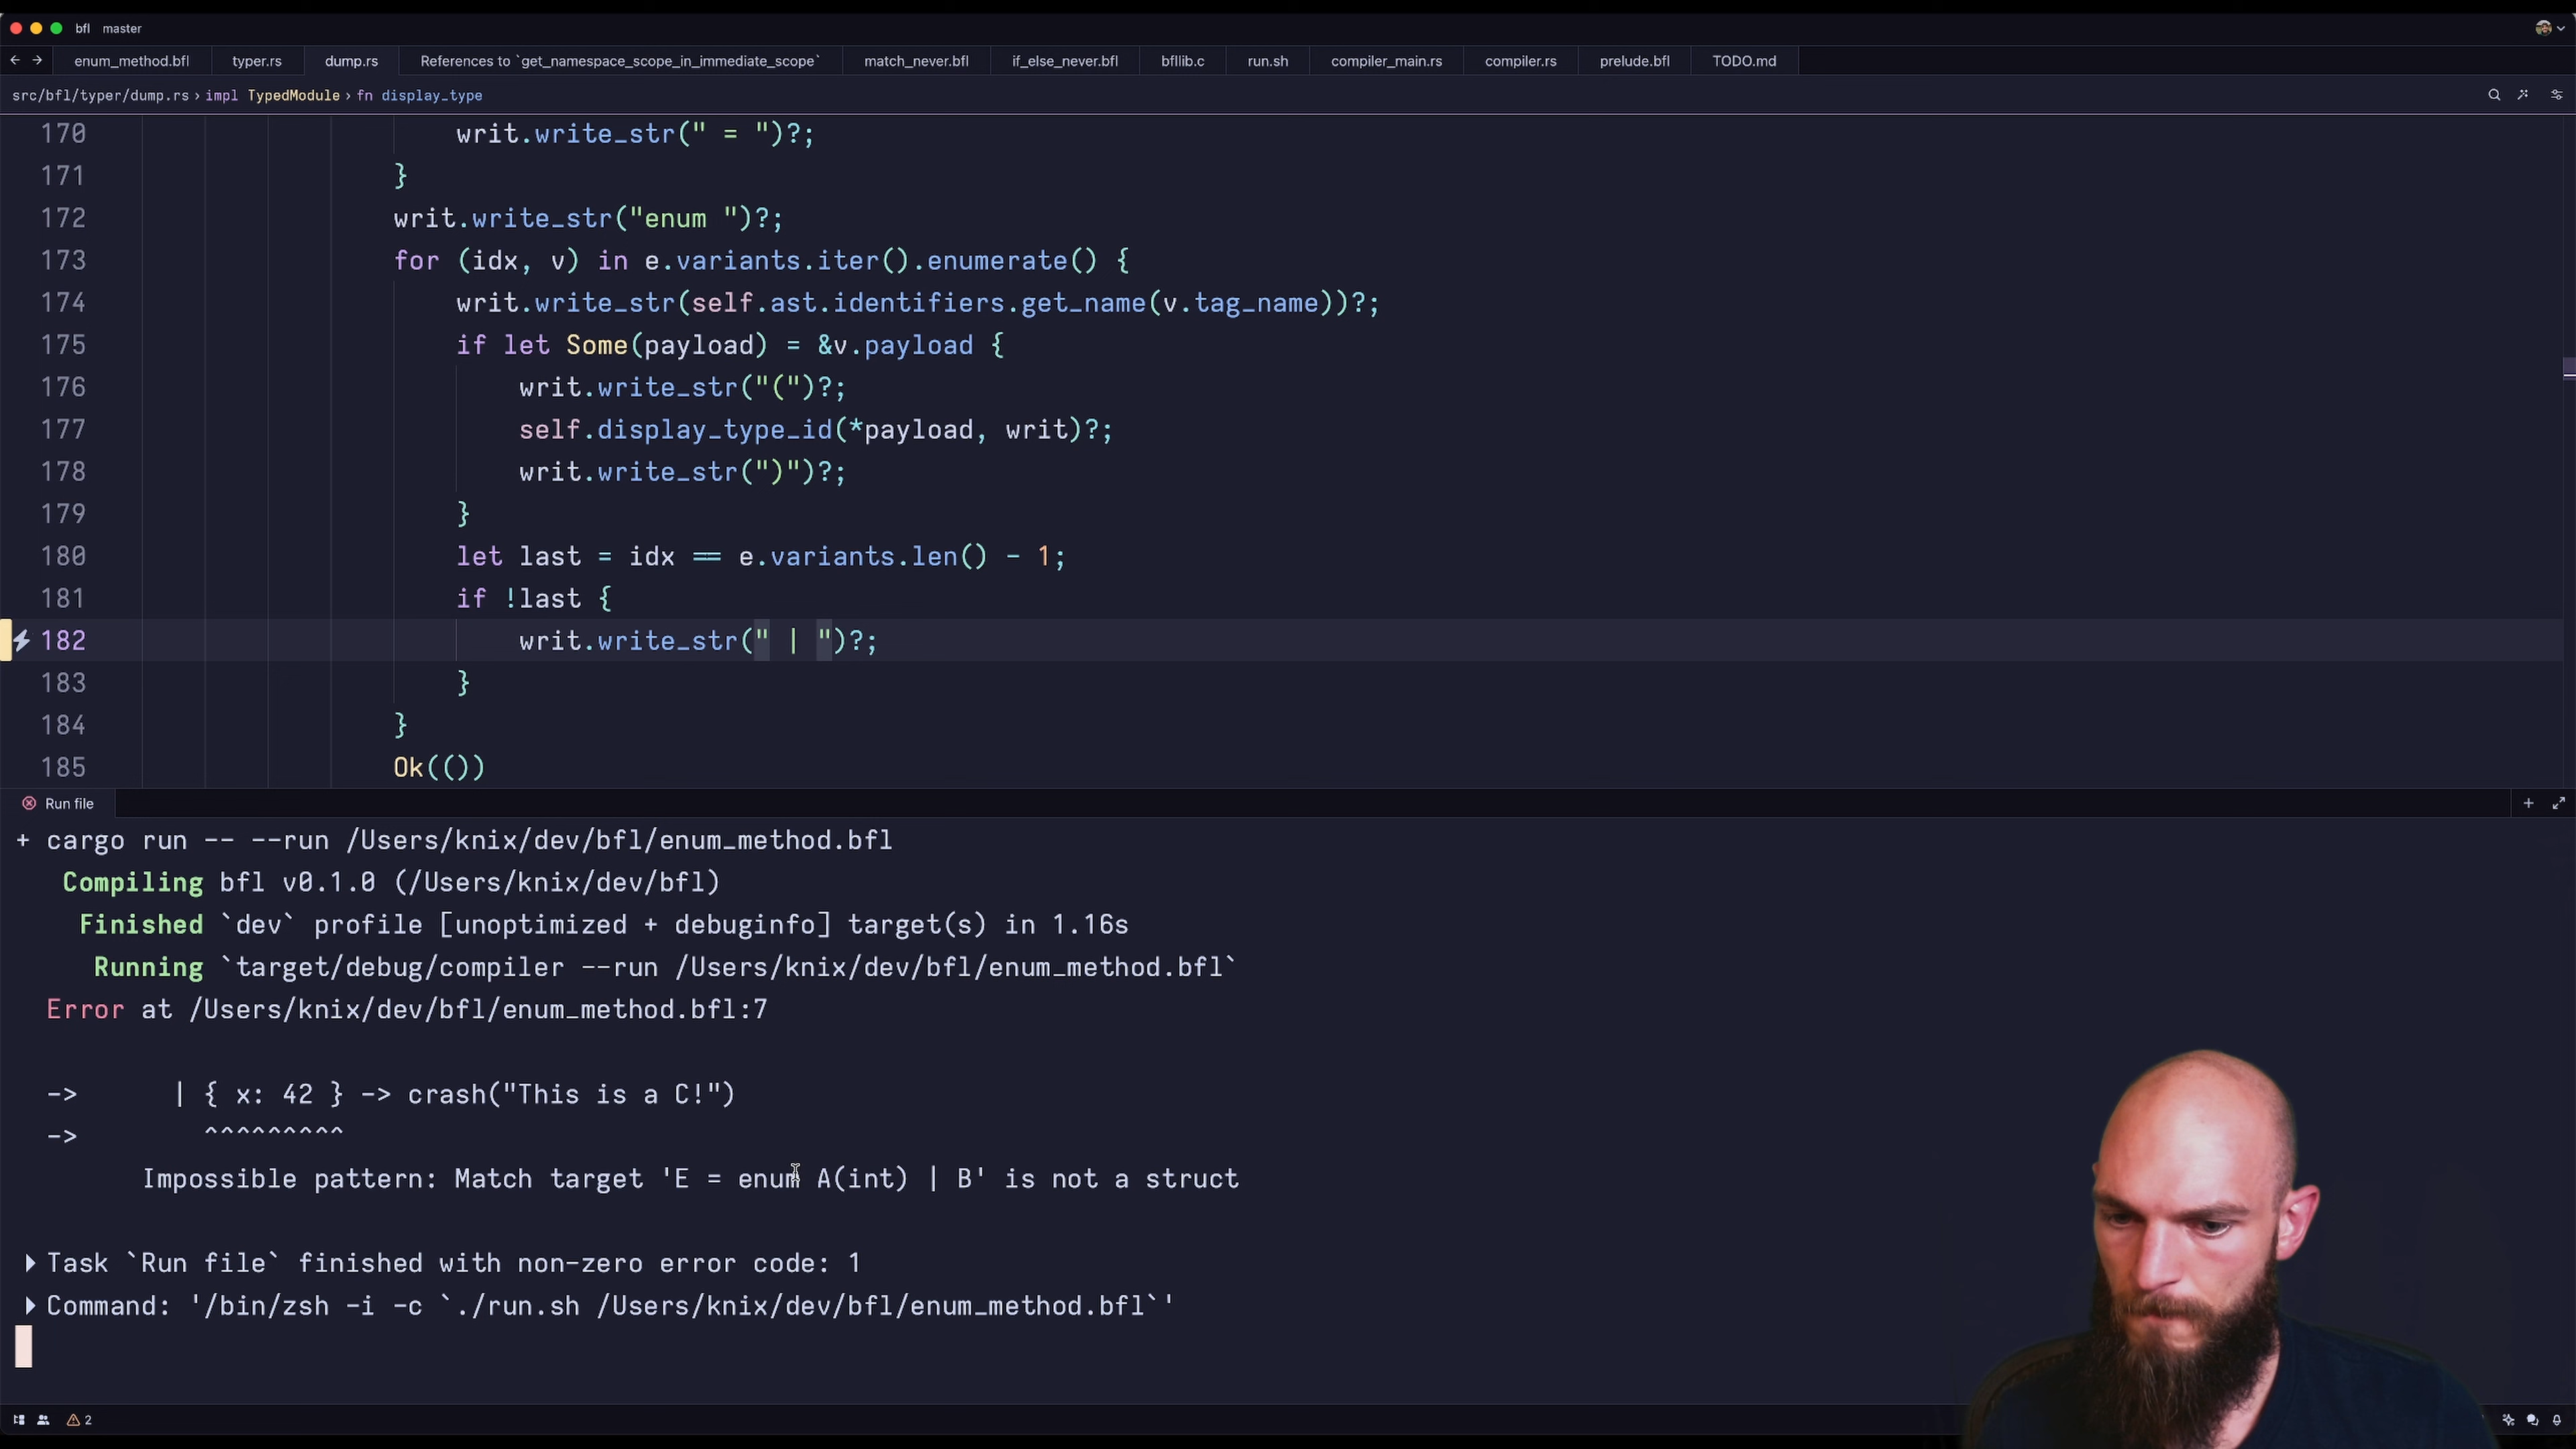 bfl master
enum_method.bfl typer.rs dump.rs References to `get_namespace_scope_in_immediate_scope` match_never.bfl if_else_never.bfl bfllib.c run.sh compiler_main.rs compiler.rs prelude.bfl TODO.md
src/bfl/typer/dump.rs › impl TypedModule › fn display_type
170 writ.write_str(" = ")?;
171 }
172 writ.write_str("enum ")?;
173 for (idx, v) in e.variants.iter().enumerate() {
174 writ.write_str(self.ast.identifiers.get_name(v.tag_name))?;
175 if let Some(payload) = &v.payload {
176 writ.write_str("(")?;
177 self.display_type_id(*payload, writ)?;
178 writ.write_str(")")?;
179 }
180 let last = idx == e.variants.len() - 1;
181 if !last {
182 writ.write_str(" | ")?;
183 }
184 }
185 Ok(())
Run file
+ cargo run -- --run /Users/knix/dev/bfl/enum_method.bfl
Compiling bfl v0.1.0 (/Users/knix/dev/bfl)
Finished `dev` profile [unoptimized + debuginfo] target(s) in 1.16s
Running `target/debug/compiler --run /Users/knix/dev/bfl/enum_method.bfl`
Error at /Users/knix/dev/bfl/enum_method.bfl:7
-> | { x: 42 } -> crash("This is a C!")
-> ^^^^^^^^^
Impossible pattern: Match target 'E = enum A(int) | B' is not a struct
Task `Run file` finished with non-zero error code: 1
Command: '/bin/zsh -i -c `./run.sh /Users/knix/dev/bfl/enum_method.bfl`'
2